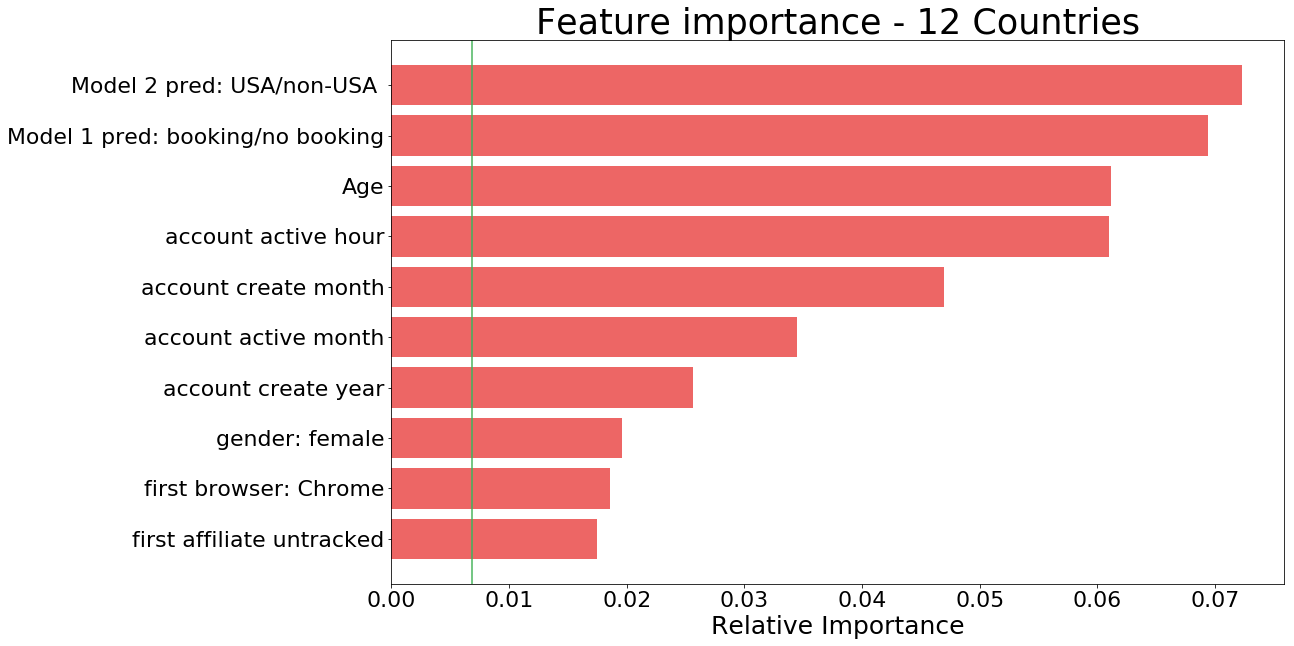 Feature importance - 12 Countries
Model 2 pred: USA/non-USA
Model 1 pred: booking/no booking
Age
account active hour
account create month
account active month
account create year
gender: female
first browser: Chrome
first affiliate untracked
0.00 0.01 0.02 0.03 0.04 0.05 0.06 0.07
Relative Importance